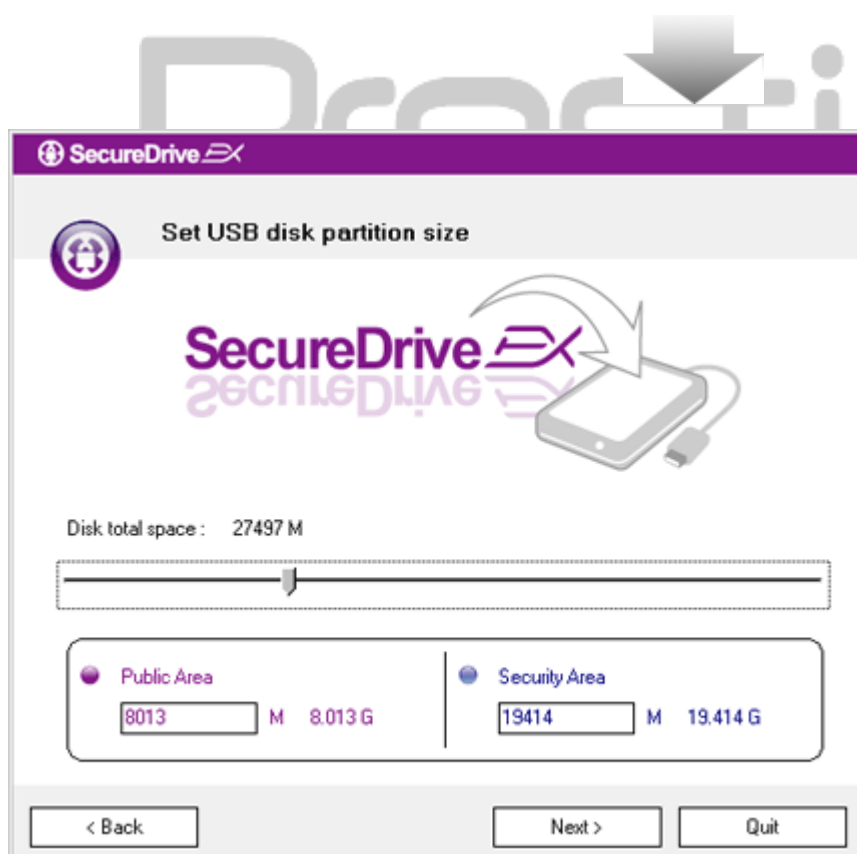 SecureDrive EX
Set USB disk partition size
SecureDrive EX
Disk total space : 27497 M
Public Area
Security Area
8013 M 8.013 G
19414 M 19.414 G
< Back
Next >
Quit